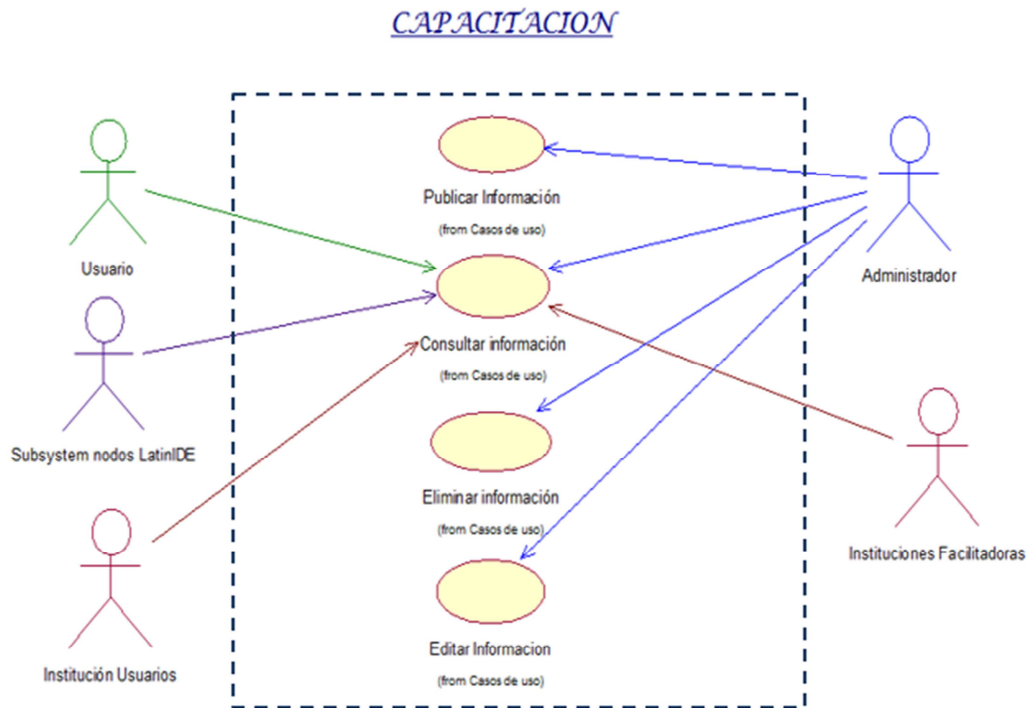 CAPACITACION
Publicar Información
(from Casos de uso)
Usuario
Administrador
Consultar información
(from Casos de uso)
Subsystem nodos LatinIDE
Eliminar información
(from Casos de uso)
Instituciones Facilitadoras
Editar Informacion
(from Casos de uso)
Institución Usuarios